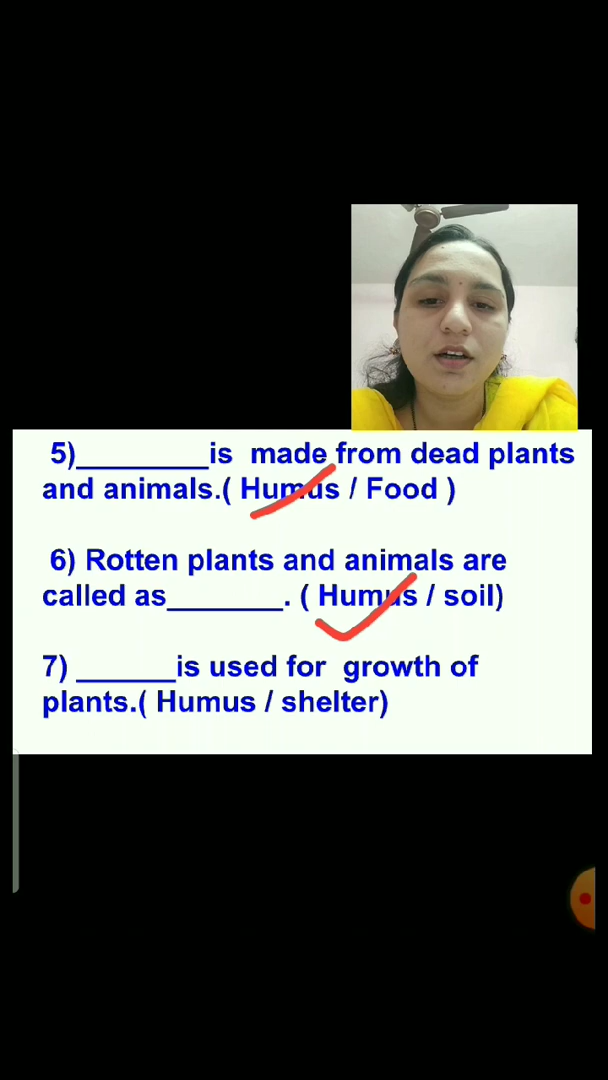 5)________is made from dead plants
and animals.( Humus / Food )
6) Rotten plants and animals are
called as_______. ( Humus / soil)
7) ______is used for growth of
plants.( Humus / shelter)